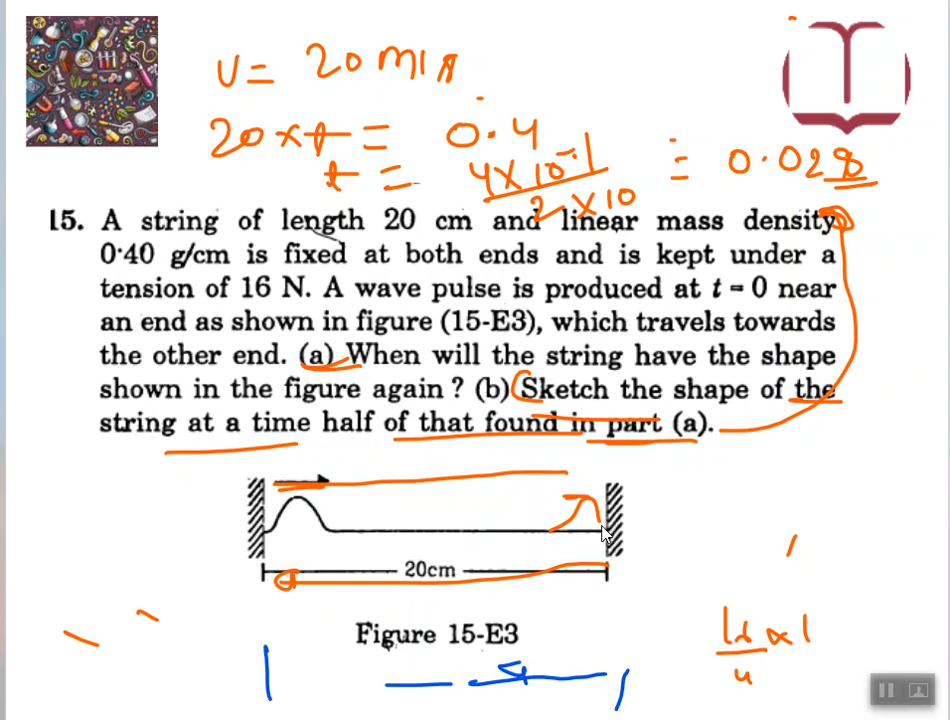 v = 20 m/s
20 × t = 0.4
t = 4 × 10⁻¹ / 2 × 10 = 0.02 s
15. A string of length 20 cm and linear mass density
0·40 g/cm is fixed at both ends and is kept under a
tension of 16 N. A wave pulse is produced at t = 0 near
an end as shown in figure (15-E3), which travels towards
the other end. (a) When will the string have the shape
shown in the figure again? (b) Sketch the shape of the
string at a time half of that found in part (a).
20cm
Figure 15-E3